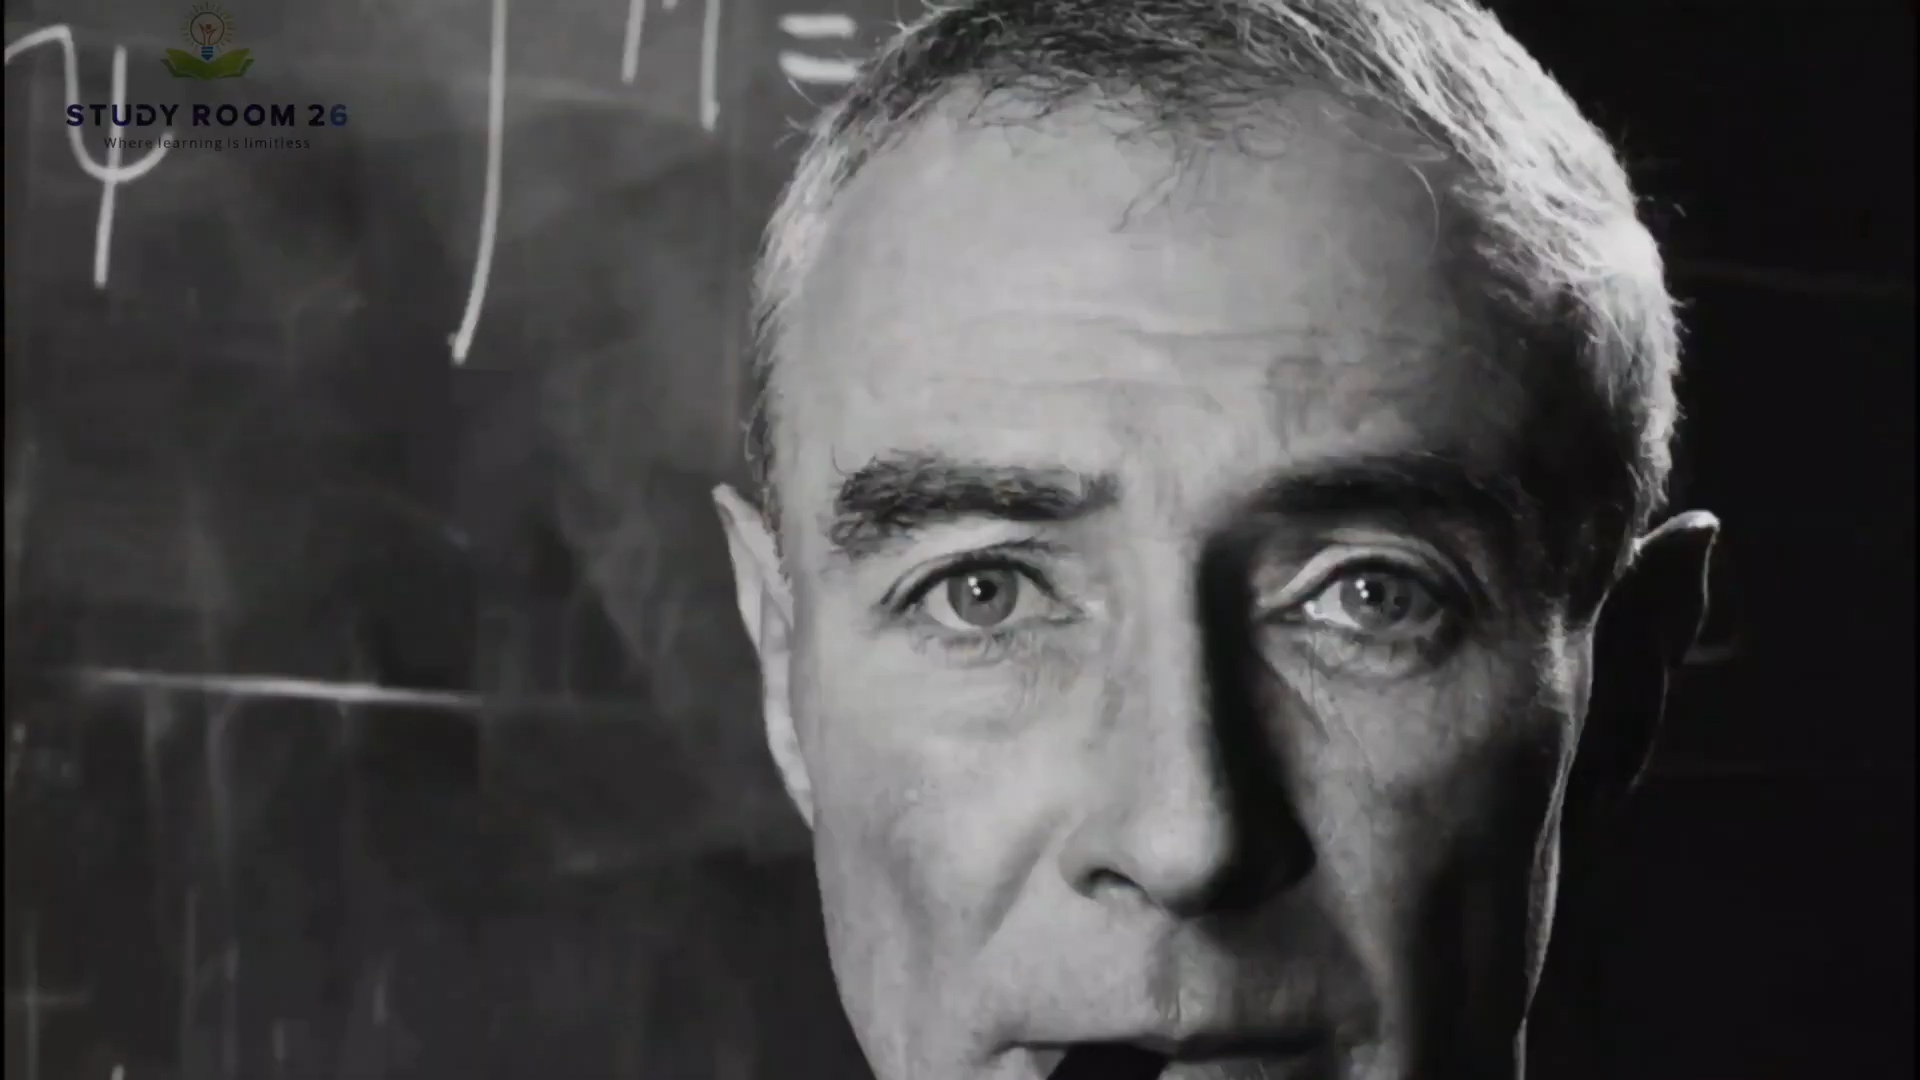 STUDY ROOM 26
Where learning is limitless
ψ
=